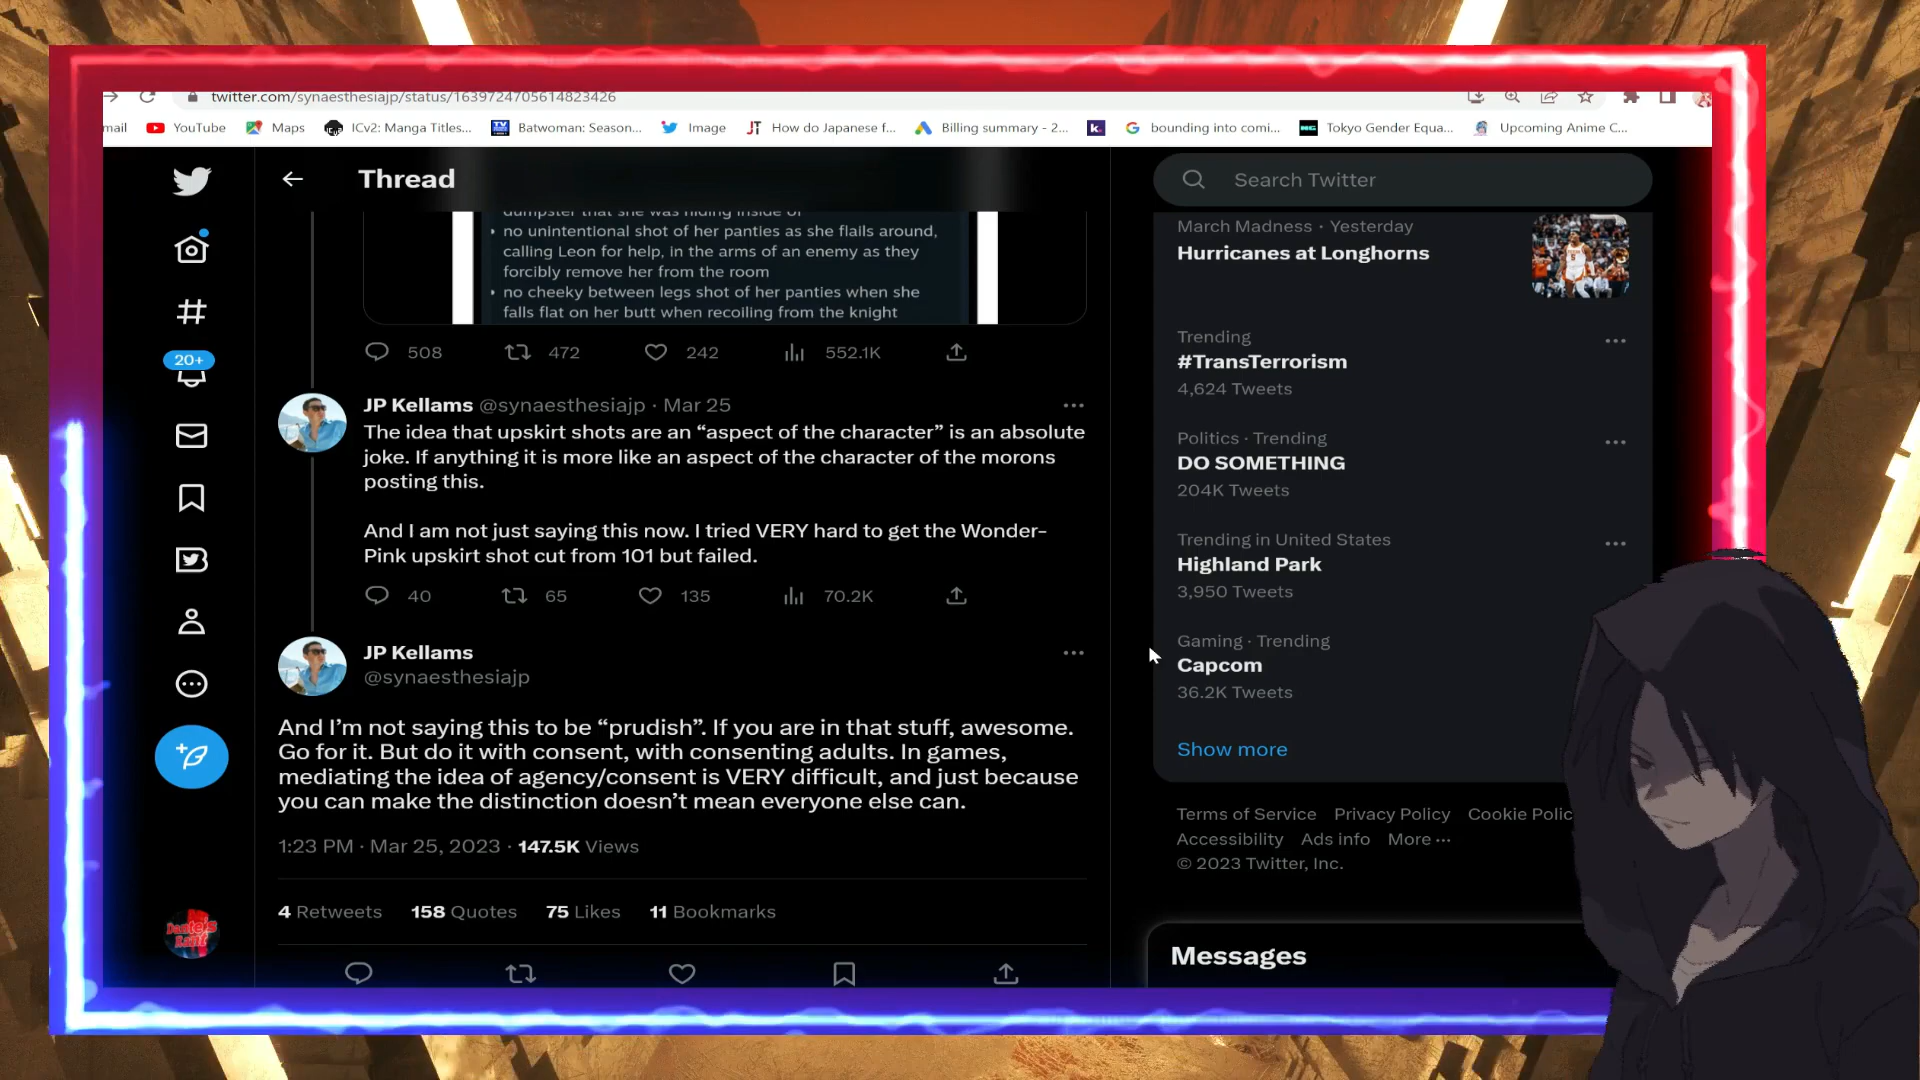 twitter.com/synaesthesiajp/status/1639724705614823426
mail YouTube Maps ICv2: Manga Titles... Batwoman: Season... Image How do Japanese f... Billing summary - 2... bounding into comi... Tokyo Gender Equa... Upcoming Anime C...
Thread
Search Twitter
dumpster that she was hiding inside of
• no unintentional shot of her panties as she flails around,
calling Leon for help, in the arms of an enemy as they
forcibly remove her from the room
• no cheeky between legs shot of her panties when she
falls flat on her butt when recoiling from the knight
508 472 242 552.1K
20+
JP Kellams @synaesthesiajp · Mar 25
The idea that upskirt shots are an “aspect of the character” is an absolute
joke. If anything it is more like an aspect of the character of the morons
posting this.
And I am not just saying this now. I tried VERY hard to get the Wonder-
Pink upskirt shot cut from 101 but failed.
40 65 135 70.2K
JP Kellams
@synaesthesiajp
And I’m not saying this to be “prudish”. If you are in that stuff, awesome.
Go for it. But do it with consent, with consenting adults. In games,
mediating the idea of agency/consent is VERY difficult, and just because
you can make the distinction doesn’t mean everyone else can.
1:23 PM · Mar 25, 2023 · 147.5K Views
4 Retweets 158 Quotes 75 Likes 11 Bookmarks
March Madness · Yesterday
Hurricanes at Longhorns
Trending
#TransTerrorism
4,624 Tweets
Politics · Trending
DO SOMETHING
204K Tweets
Trending in United States
Highland Park
3,950 Tweets
Gaming · Trending
Capcom
36.2K Tweets
Show more
Terms of Service Privacy Policy Cookie Polic
Accessibility Ads info More ···
© 2023 Twitter, Inc.
Messages